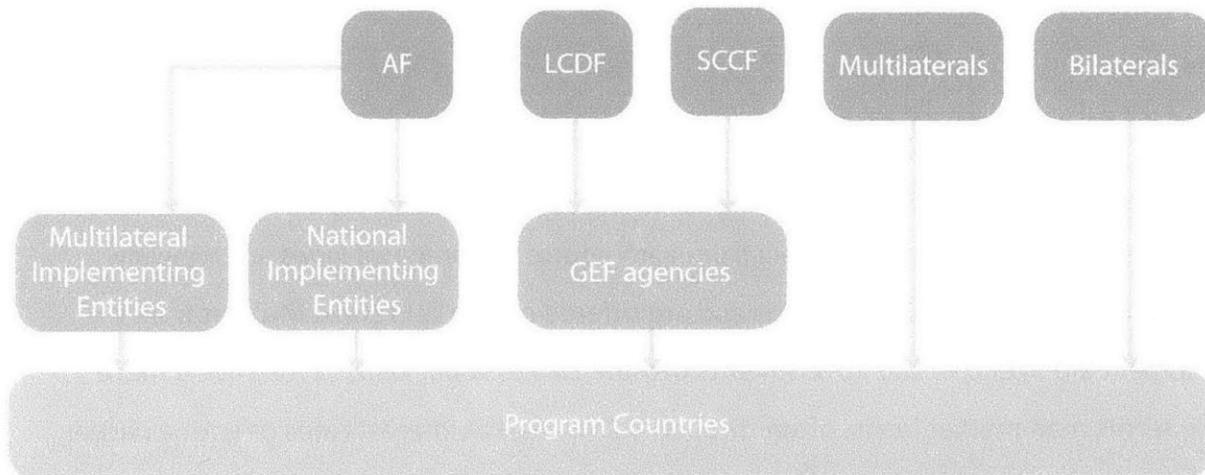 AF
LCDF
SCCF
Multilaterals
Bilaterals
Multilateral
Implementing
Entities
National
Implementing
Entities
GEF agencies
Program Countries